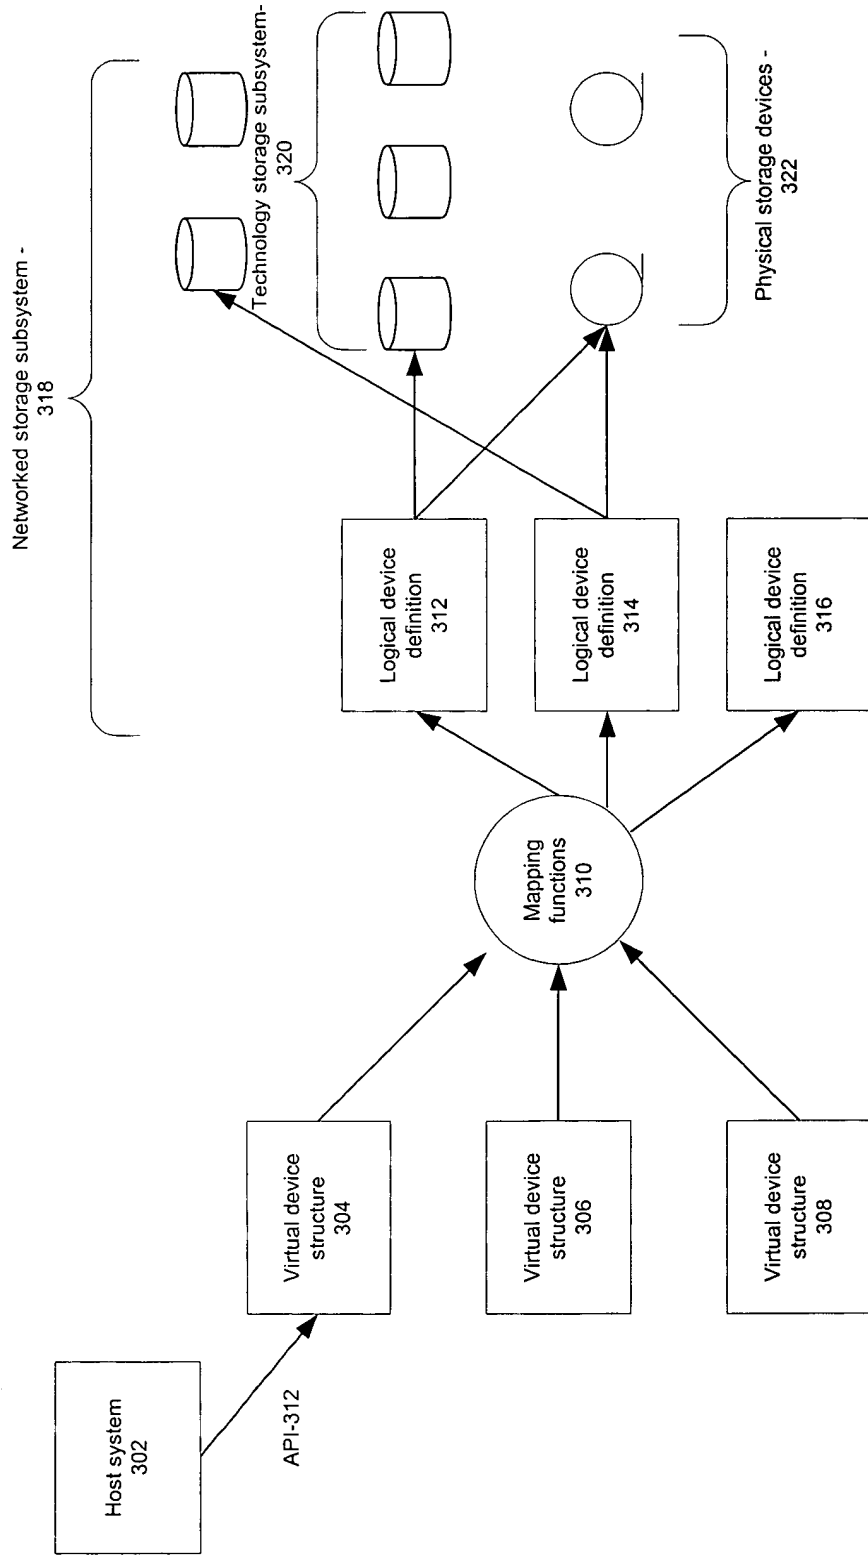 Host system
302
API-312
Virtual device
structure
304
Virtual device
structure
306
Virtual device
structure
308
Mapping
functions
310
Logical device
definition
312
Logical device
definition
314
Logical device
definition
316
Networked storage subsystem -
318
Technology storage subsystem-
320
Physical storage devices -
322